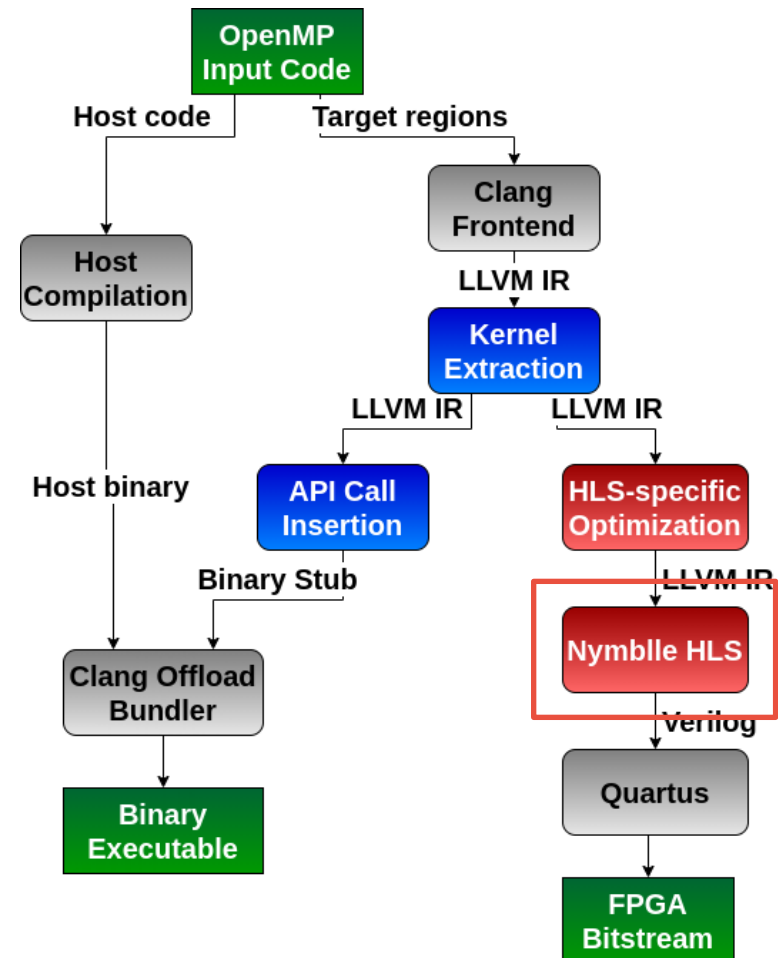 OpenMP
Input Code
Host code
Target regions
Clang
Frontend
Host
Compilation
LLVM IR
Kernel
Extraction
LLVM IR
LLVM IR
Host binary
API Call
Insertion
HLS-specific
Optimization
Binary Stub
LLVM IR
Nymblle HLS
Clang Offload
Bundler
Verilog
Quartus
Binary
Executable
FPGA
Bitstream